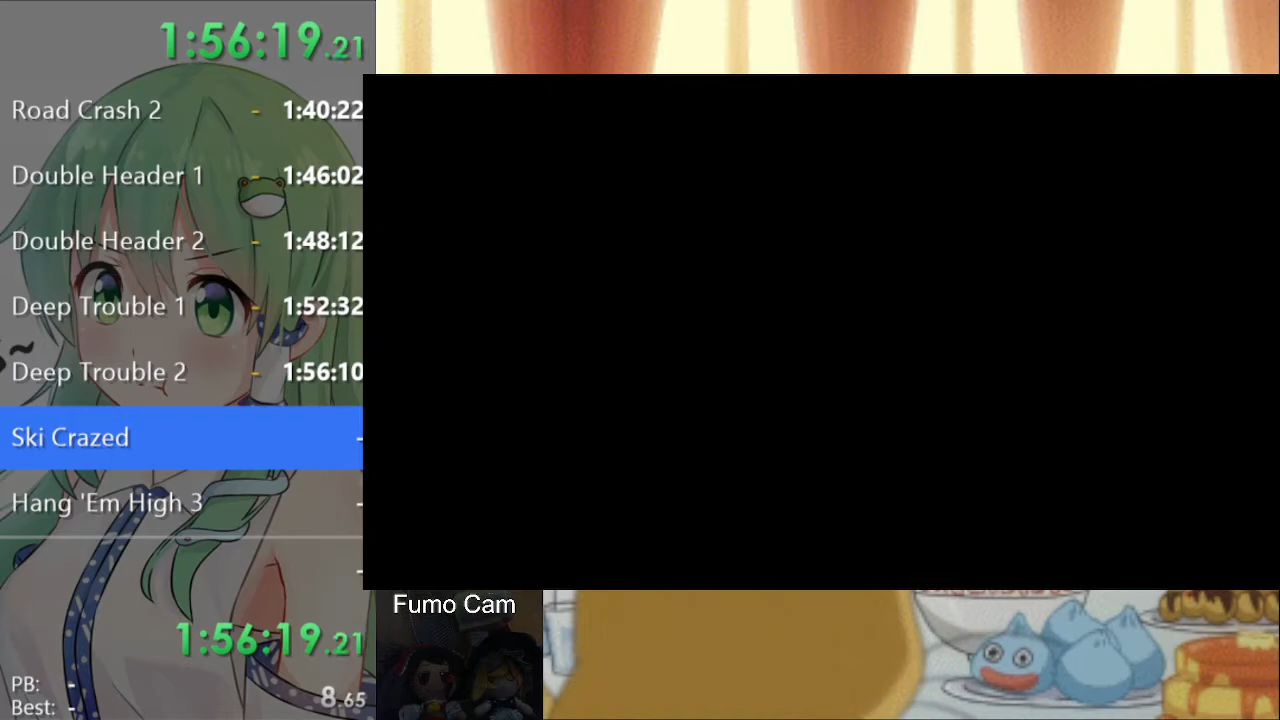 1:56:19.21
Road Crash 2 - 1:40:22
Double Header 1 - 1:46:02
Double Header 2 - 1:48:12
Deep Trouble 1 - 1:52:32
Deep Trouble 2 - 1:56:10
Ski Crazed -
Hang 'Em High 3 -
-
1:56:19.21
PB: -
Best: -
8.65
Fumo Cam